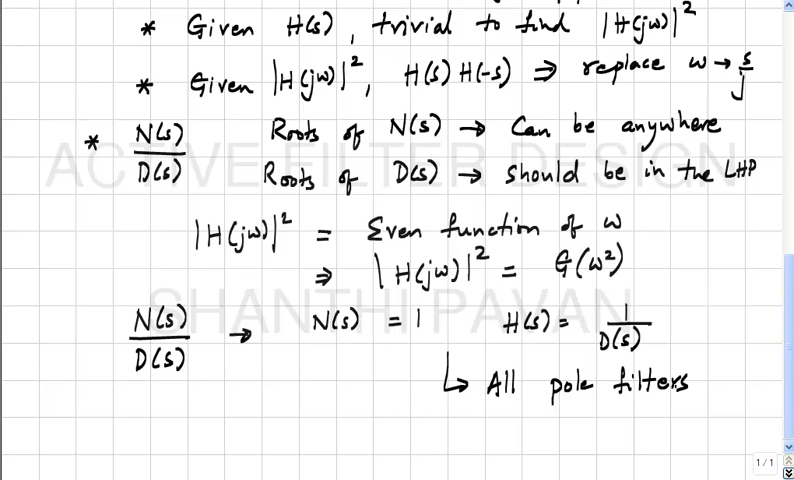 * Given H(s), trivial to find |H(jω)|²
* Given |H(jω)|², H(s) H(-s) ⇒ replace ω → s/j
* N(s)/D(s) Roots of N(s) → Can be anywhere
Roots of D(s) → should be in the LHP
ACTIVE FILTER DESIGN
|H(jω)|² = Even function of ω
⇒ |H(jω)|² = G(ω²)
SHANTHI PAVAN
N(s)/D(s) → N(s) = 1 H(s) = 1/D(s)
↳ All pole filters
1/1